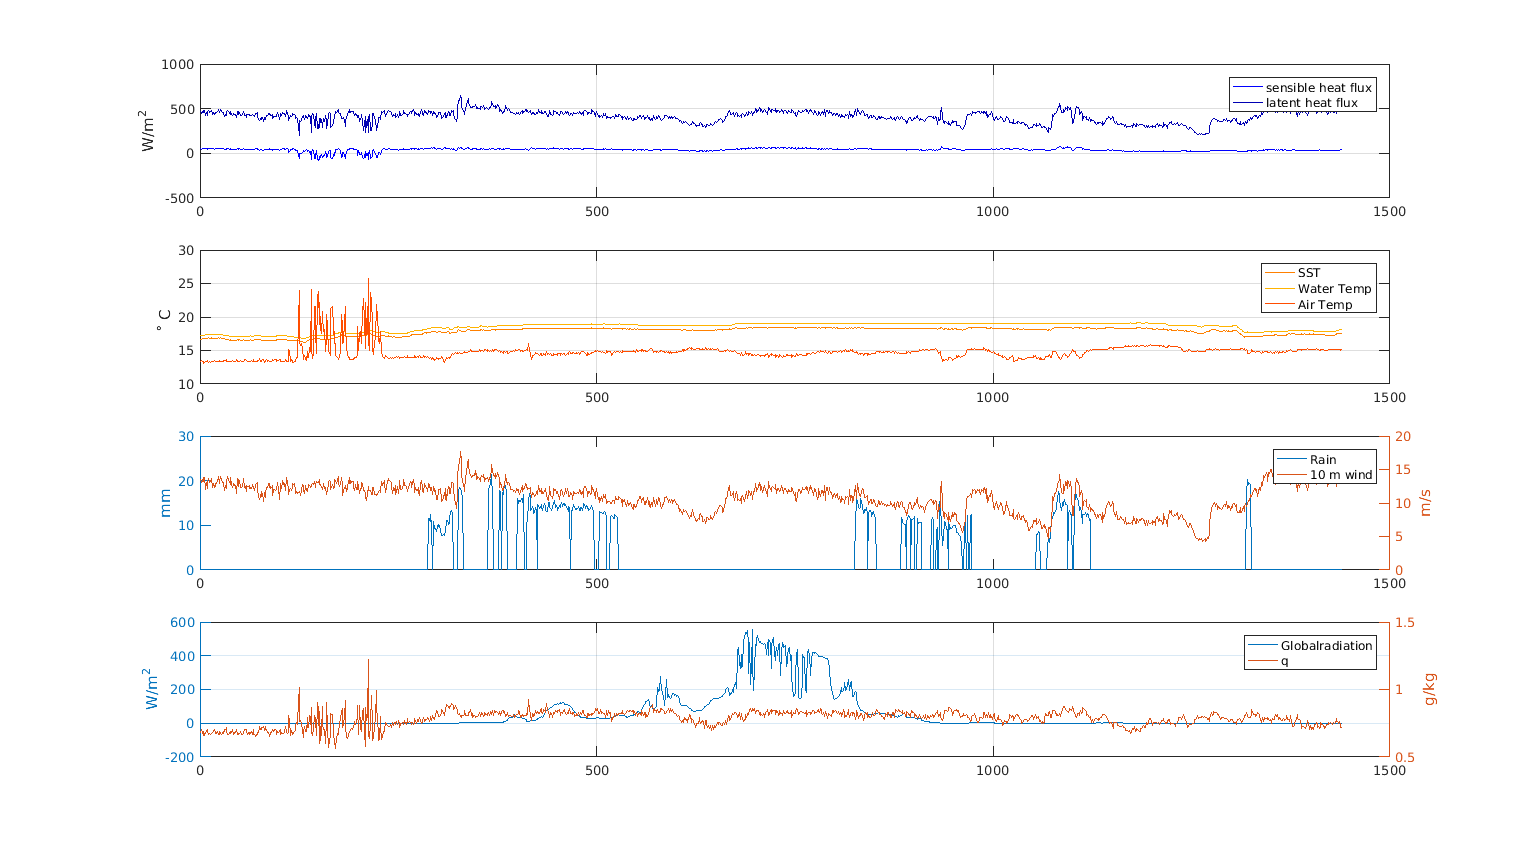 1000
500
0
-500
W/m2
0
500
1000
1500
sensible heat flux
latent heat flux
30
25
20
15
10
° C
0
500
1000
1500
SST
Water Temp
Air Temp
30
20
10
0
mm
20
15
10
5
0
m/s
0
500
1000
1500
Rain
10 m wind
600
400
200
0
-200
W/m2
1.5
1
0.5
g/kg
0
500
1000
1500
Globalradiation
q